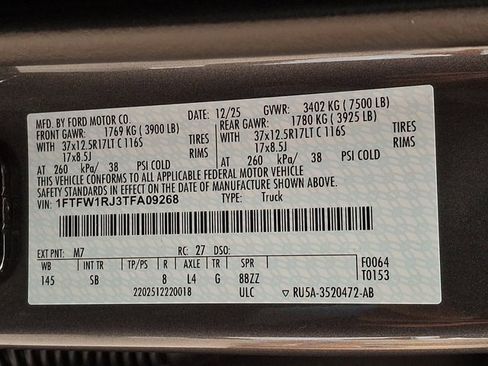 MFD. BY FORD MOTOR CO. 12/25 GVWR: 3402 KG ( 7500 LB)
FRONT GAWR: 1769 KG ( 3900 LB) REAR GAWR: 1780 KG ( 3925 LB)
WITH 37x12.5R17LT C 116S TIRES 37x12.5R17LT C 116S TIRES
17x8.5J RIMS 17x8.5J RIMS
AT 260 kPa/ 38 PSI COLD AT 260 kPa/ 38 PSI COLD
THIS VEHICLE CONFORMS TO ALL APPLICABLE FEDERAL MOTOR VEHICLE
SAFETY STANDARDS IN EFFECT ON THE DATE OF MANUFACTURE SHOWN ABOVE.
VIN: 1FTFW1RJ3TFA09268 TYPE: Truck
EXT PNT: M7 RC: 27 DSO:
WB INT TR TP/PS R AXLE TR SPR F0064
145 SB 8 L4 G 88ZZ T0153
2202512220018 ULC ▽ RU5A-3520472-AB